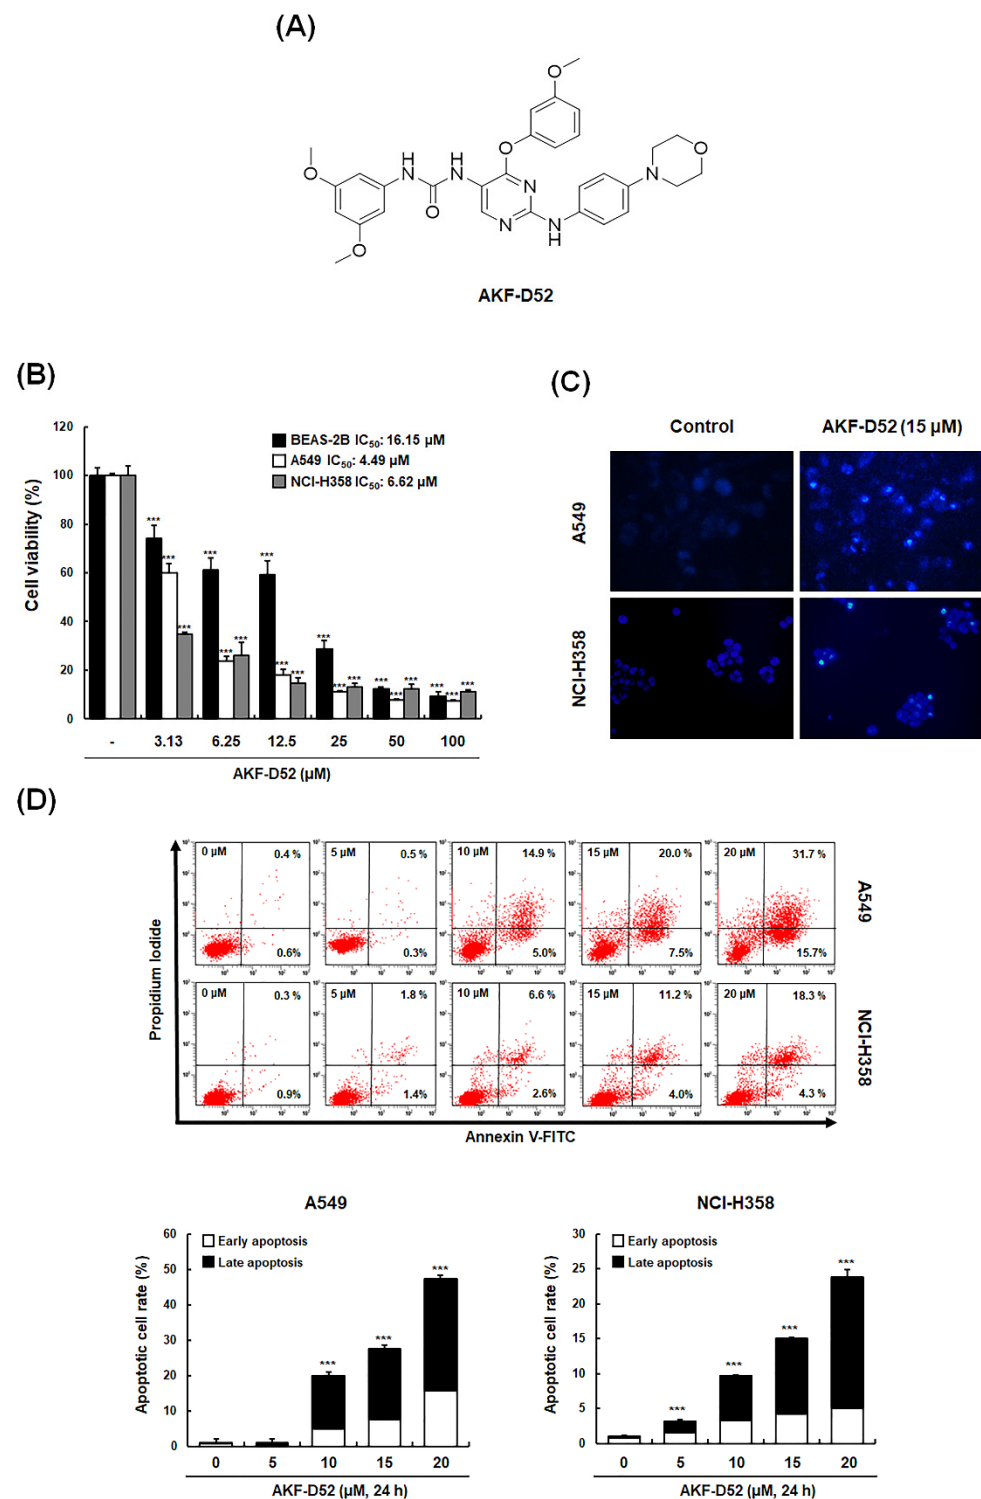 (A)
O
O
O
H
N
H
N
O
O
N
N
N
H
N
O
O
AKF-D52
(B)
120
100
80
60
40
20
0
Cell viability (%)
BEAS-2B IC50: 16.15 µM
A549 IC50: 4.49 µM
NCI-H358 IC50: 6.62 µM
*** *** *** *** *** *** *** *** *** *** *** *** *** *** *** *** *** ***
- 3.13 6.25 12.5 25 50 100
AKF-D52 (µM)
(C)
Control AKF-D52 (15 µM)
A549
NCI-H358
(D)
Propidium Iodide
0 µM 0.4 % 5 µM 0.5 % 10 µM 14.9 % 15 µM 20.0 % 20 µM 31.7 %
0.6% 0.3% 5.0% 7.5% 15.7%
A549
0 µM 0.3 % 5 µM 1.8 % 10 µM 6.6 % 15 µM 11.2 % 20 µM 18.3 %
0.9% 1.4% 2.6% 4.0% 4.3 %
NCI-H358
Annexin V-FITC
A549
Apoptotic cell rate (%)
60
50
40
30
20
10
0
Early apoptosis
Late apoptosis
*** *** ***
0 5 10 15 20
AKF-D52 (µM, 24 h)
NCI-H358
Apoptotic cell rate (%)
30
25
20
15
10
5
0
Early apoptosis
Late apoptosis
*** *** *** ***
0 5 10 15 20
AKF-D52 (µM, 24 h)